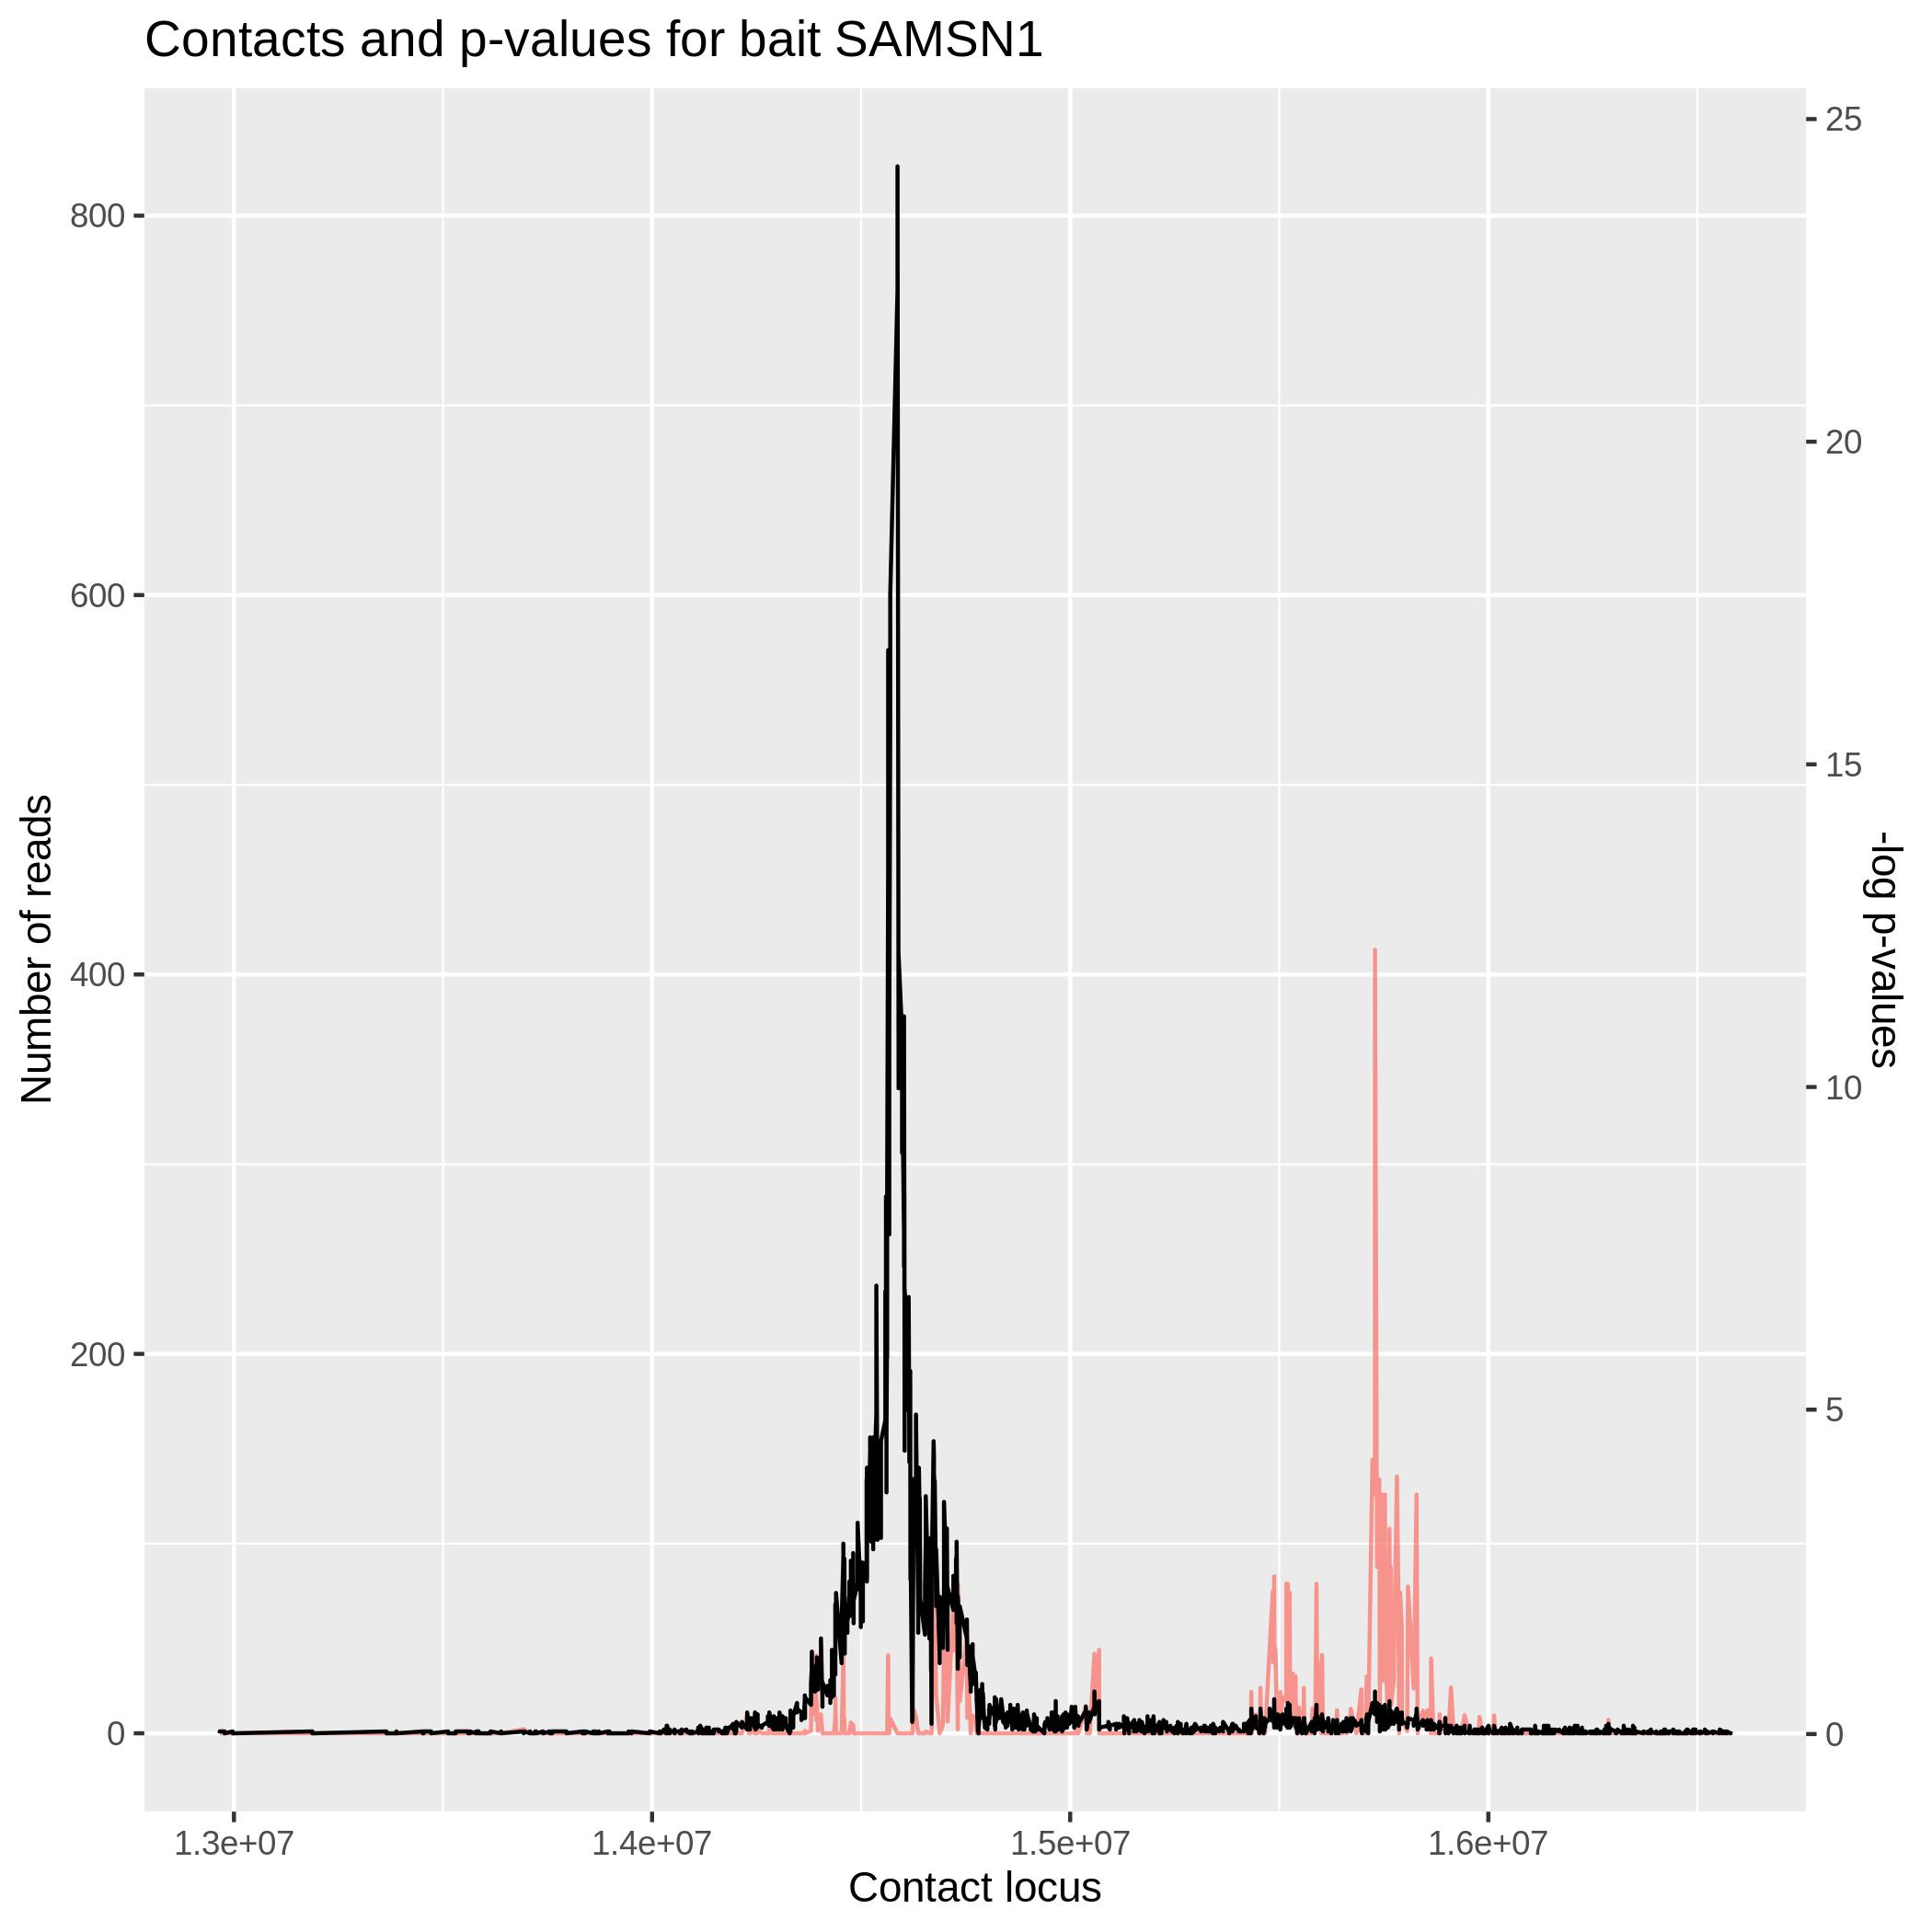 Contacts and p-values for bait SAMSN1
Number of reads
800
600
400
200
0
25
20
15
10
5
0
-log p-values
1.3e+07
1.4e+07
1.5e+07
1.6e+07
Contact locus